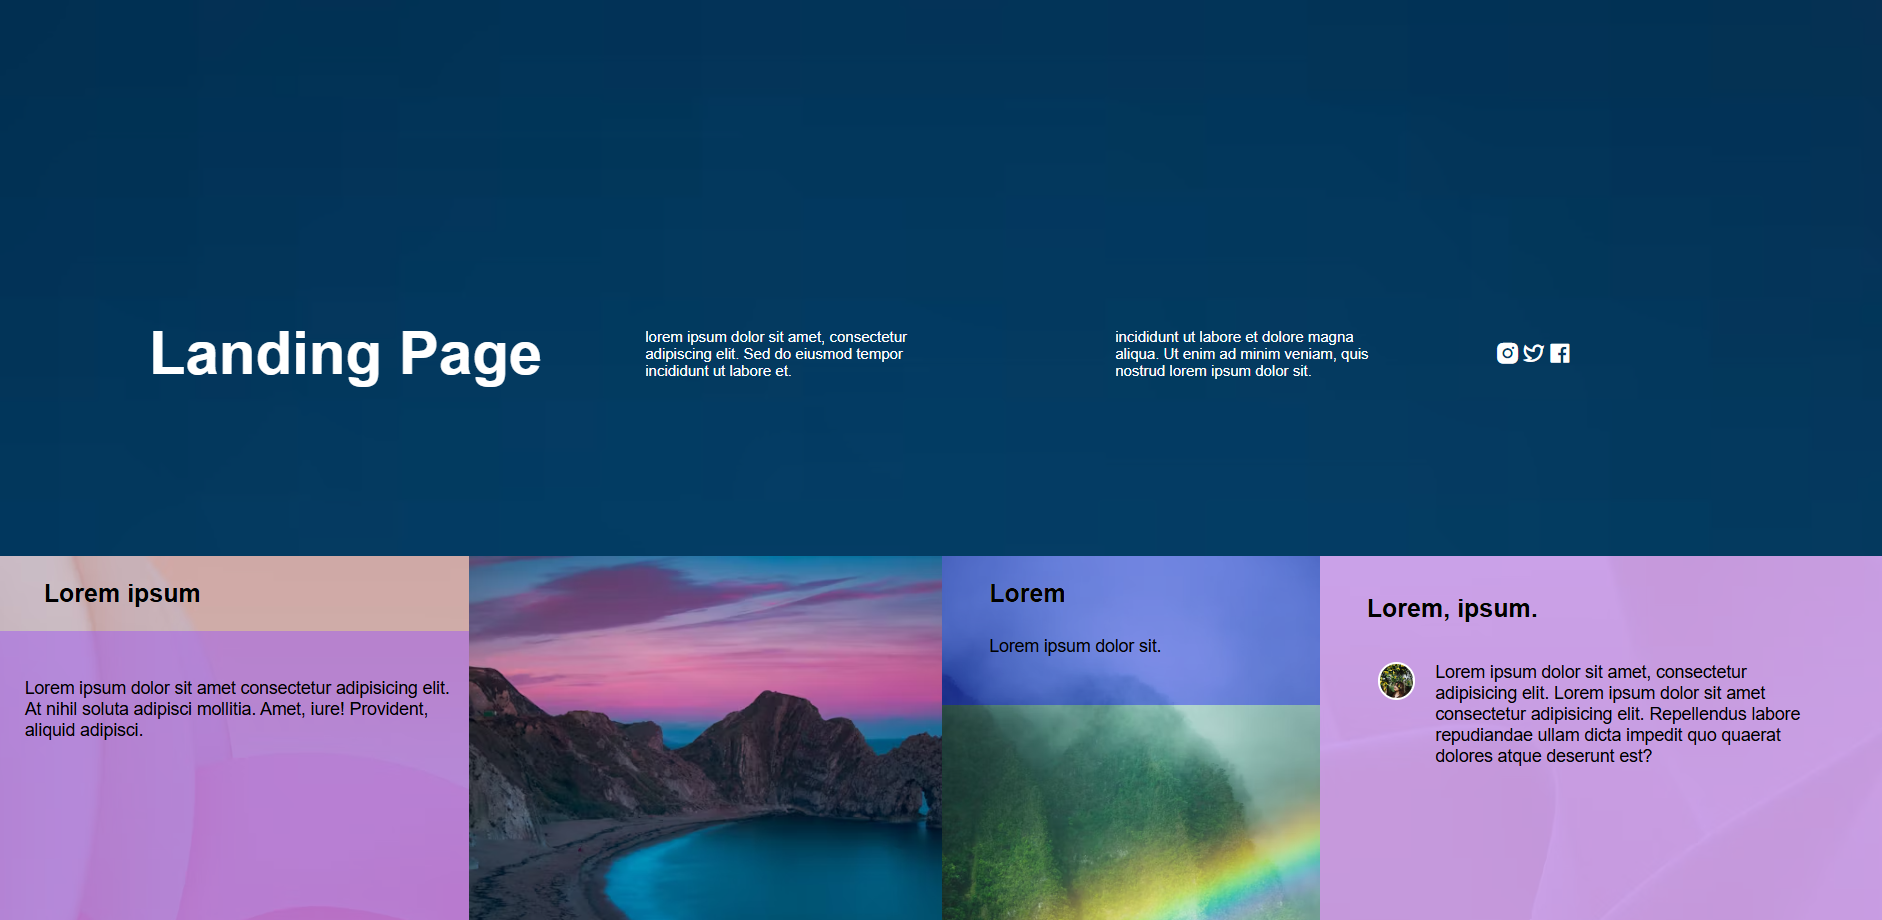 Landing Page
lorem ipsum dolor sit amet, consectetur
adipiscing elit. Sed do eiusmod tempor
incididunt ut labore et.
incididunt ut labore et dolore magna
aliqua. Ut enim ad minim veniam, quis
nostrud lorem ipsum dolor sit.
Lorem ipsum
Lorem ipsum dolor sit amet consectetur adipisicing elit.
At nihil soluta adipisci mollitia. Amet, iure! Provident,
aliquid adipisci.
Lorem
Lorem ipsum dolor sit.
Lorem, ipsum.
Lorem ipsum dolor sit amet, consectetur
adipisicing elit. Lorem ipsum dolor sit amet
consectetur adipisicing elit. Repellendus labore
repudiandae ullam dicta impedit quo quaerat
dolores atque deserunt est?